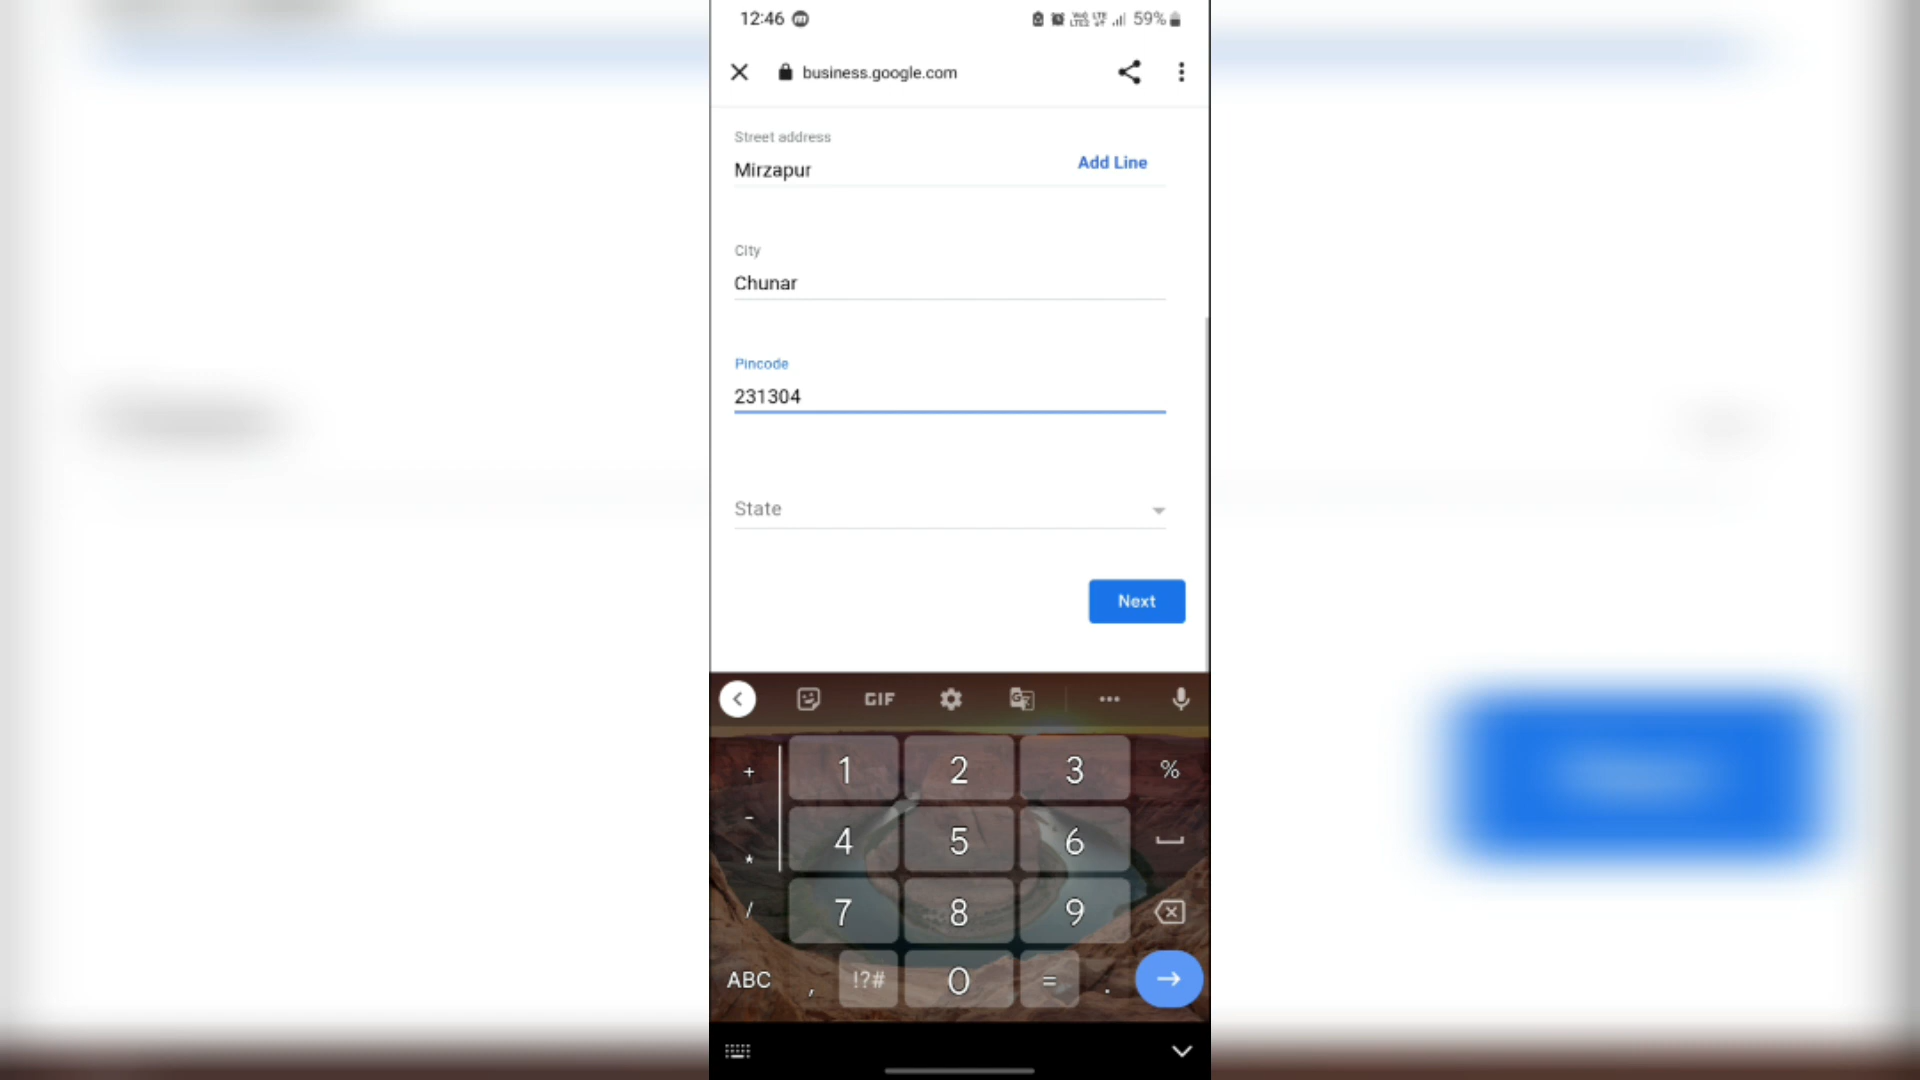 12:46 59%
business.google.com
Street address
Mirzapur Add Line
City
Chunar
Pincode
231304
State
Next
GIF
+ 1 2 3 %
-
4 5 6
*
7 8 9
/
ABC , !?# 0 = .